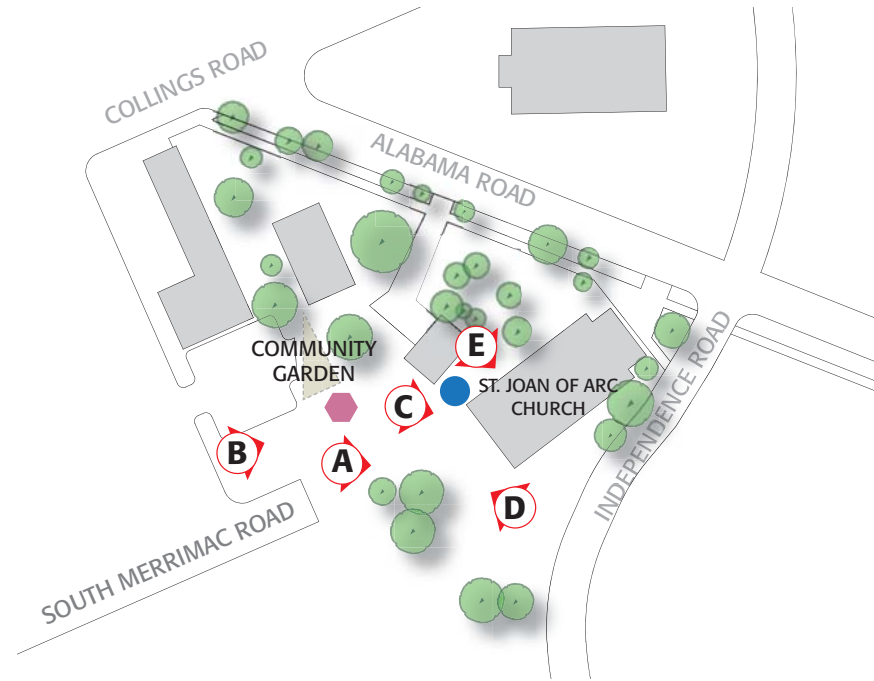 COLLINGS ROAD
ALABAMA ROAD
COMMUNITY
GARDEN
E
ST. JOAN OF ARC
CHURCH
INDEPENDENCE ROAD
C
B
A
D
SOUTH MERRIMAC ROAD